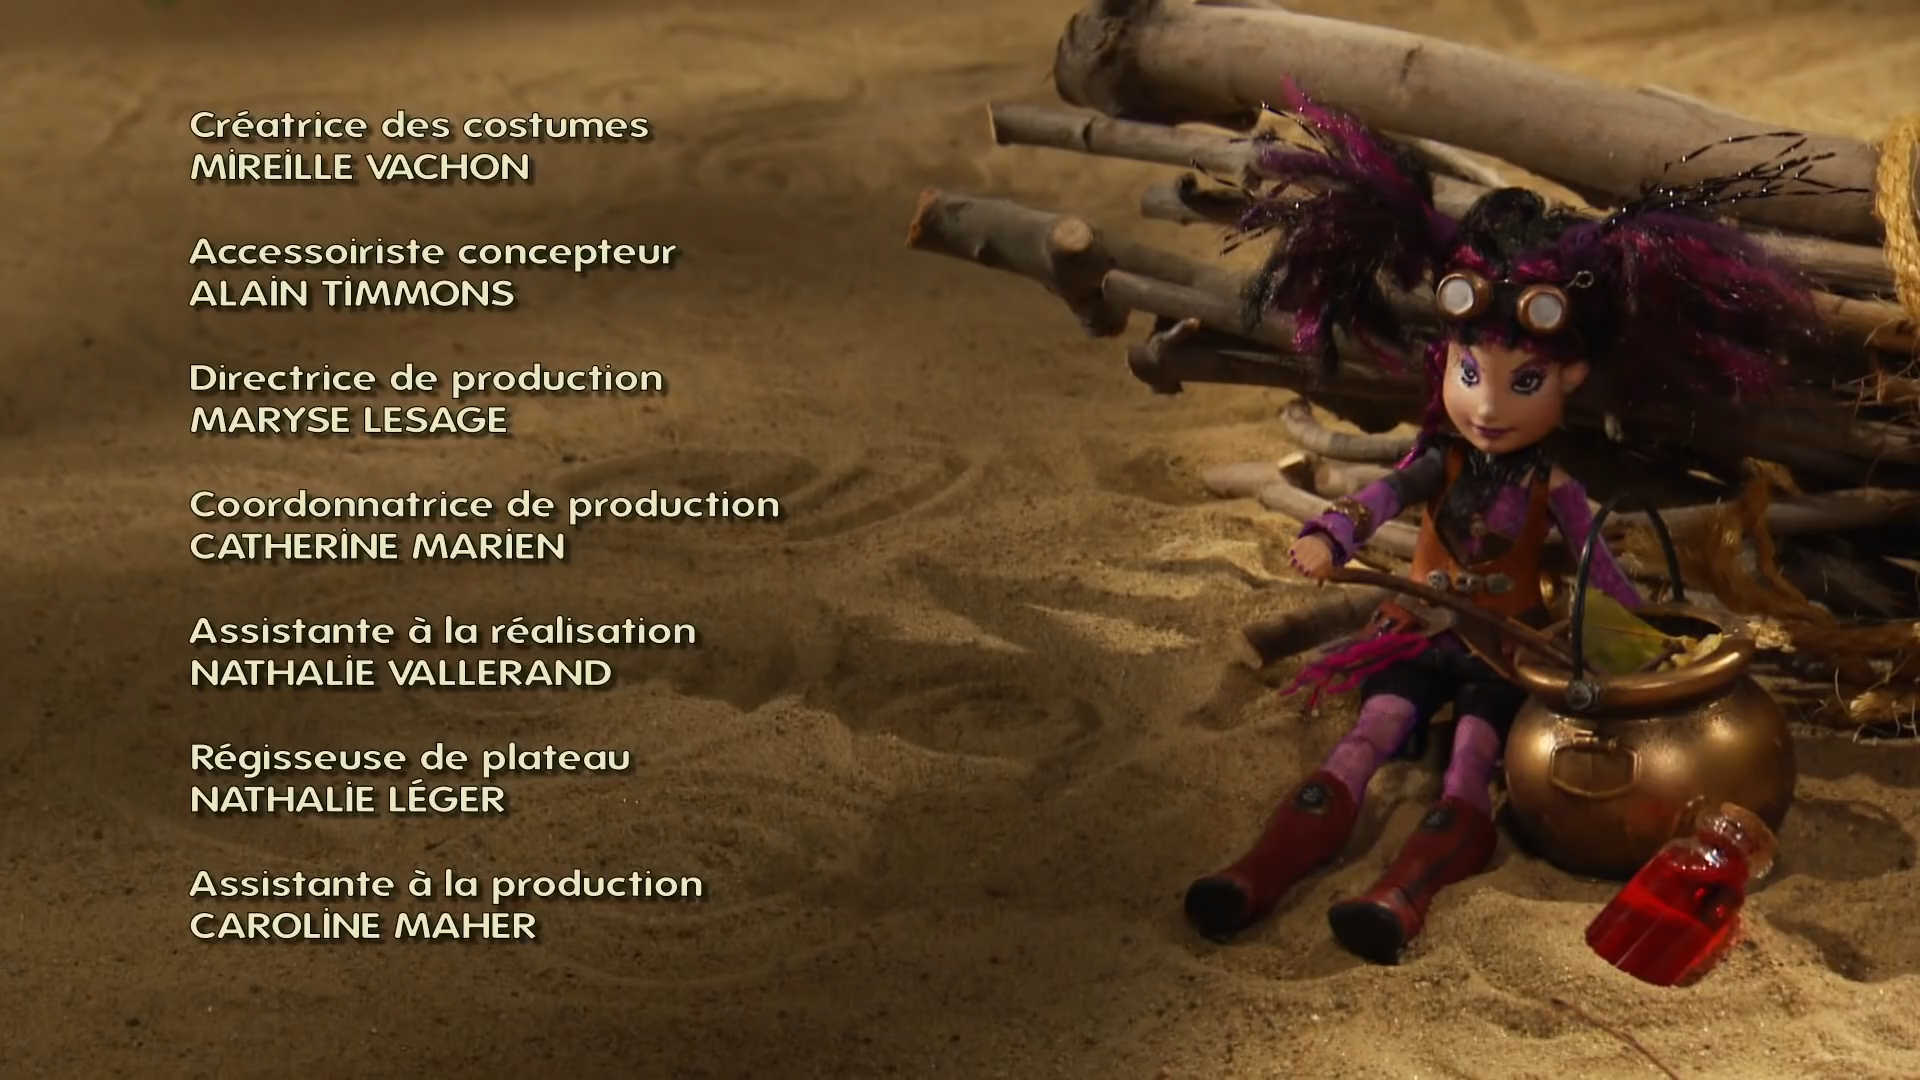 Créatrice des costumes
MIREILLE VACHON
Accessoiriste concepteur
ALAIN TIMMONS
Directrice de production
MARYSE LESAGE
Coordonnatrice de production
CATHERINE MARIEN
Assistante à la réalisation
NATHALIE VALLERAND
Régisseuse de plateau
NATHALIE LÉGER
Assistante à la production
CAROLINE MAHER